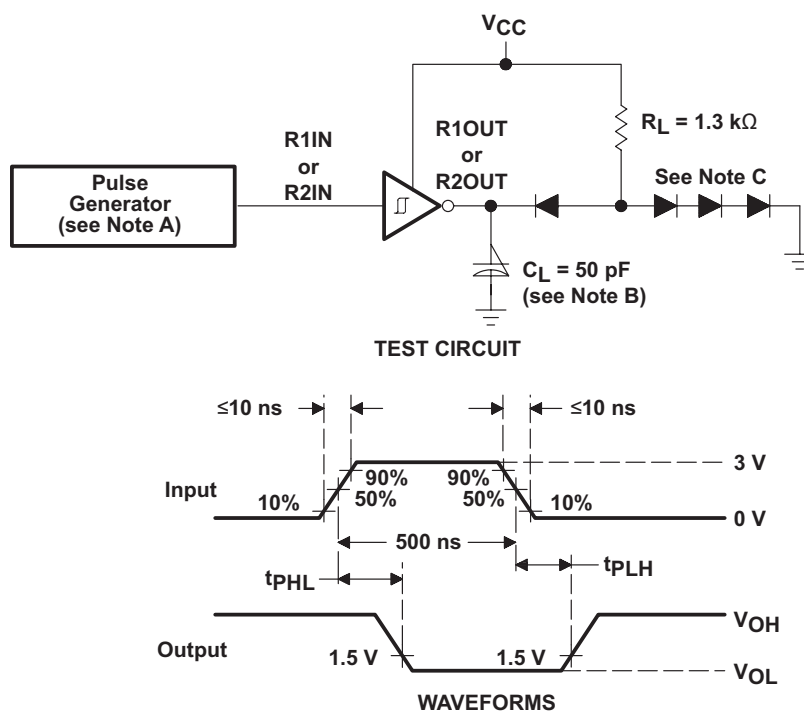 VCC
RL = 1.3 kΩ
R1IN
or
R2IN
R1OUT
or
R2OUT
See Note C
Pulse
Generator
(see Note A)
CL = 50 pF
(see Note B)
TEST CIRCUIT
≤10 ns
≤10 ns
Input
10%
90%
50%
90%
50%
10%
3 V
0 V
500 ns
tPHL
tPLH
Output
1.5 V
1.5 V
VOH
VOL
WAVEFORMS